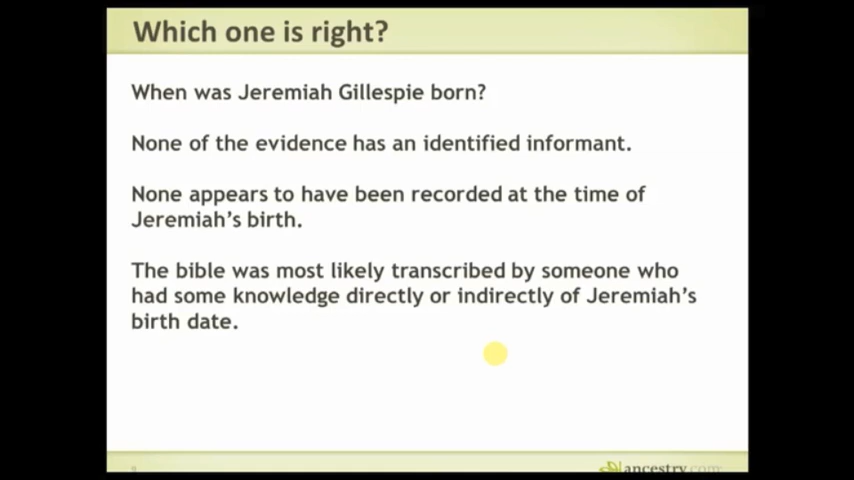 Which one is right?
When was Jeremiah Gillespie born?
None of the evidence has an identified informant.
None appears to have been recorded at the time of
Jeremiah's birth.
The bible was most likely transcribed by someone who
had some knowledge directly or indirectly of Jeremiah's
birth date.
ancestry.com